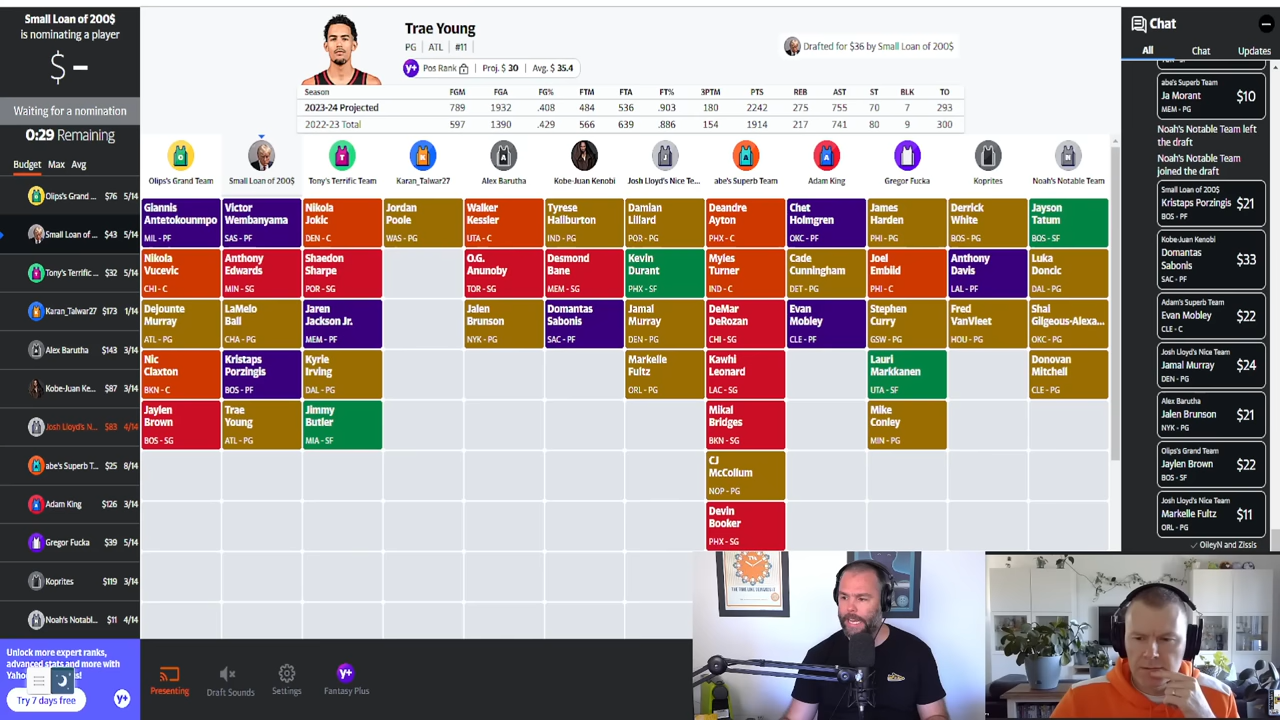 Small Loan of 200$
is nominating a player
$ –
Waiting for a nomination
0:29 Remaining
Budget Max Avg
Olips's Grand ... $76 5/14
Small Loan of ... $43 5/14
Tony's Terrific ... $32 5/14
Karan_Talwar27 $173 1/14
Alex Barutha $143 3/14
Kobe-Juan Ke... $87 3/14
Josh Lloyd's N... $83 4/14
abe's Superb T... $25 8/14
Adam King $126 3/14
Gregor Fucka $39 5/14
Koprites $119 3/14
Noah's Notabl... $11 4/14
Unlock more expert ranks,
advanced stats and more with
Try 7 days free
y+
Trae Young
PG ATL #11
y+ Pos Rank Proj. $ 30 Avg. $ 35.4
Drafted for $36 by Small Loan of 200$
Season FGM FGA FG% FTM FTA FT% 3PTM PTS REB AST ST BLK TO
2023-24 Projected 789 1932 .408 484 536 .903 180 2242 275 755 70 7 293
2022-23 Total 597 1390 .429 566 639 .886 154 1914 217 741 80 9 300
Olips's Grand Team Small Loan of 200$ Tony's Terrific Team Karan_Talwar27 Alex Barutha Kobe-Juan Kenobi Josh Lloyd's Nice Te... abe's Superb Team Adam King Gregor Fucka Koprites Noah's Notable Team
Giannis Victor Nikola Jordan Walker Tyrese Damian Deandre Chet James Derrick Jayson
Antetokounmpo Wembanyama Jokic Poole Kessler Haliburton Lillard Ayton Holmgren Harden White Tatum
MIL - PF SAS - PF DEN - C WAS - PG UTA - C IND - PG POR - PG PHX - C OKC - PF PHI - PG BOS - PG BOS - SF
Nikola Anthony Shaedon O.G. Desmond Kevin Myles Cade Joel Anthony Luka
Vucevic Edwards Sharpe Anunoby Bane Durant Turner Cunningham Embiid Davis Doncic
CHI - C MIN - SG POR - SG TOR - SG MEM - SG PHX - SF IND - C DET - PG PHI - C LAL - PF DAL - PG
Dejounte LaMelo Jaren Jalen Domantas Jamal DeMar Evan Stephen Fred Shai
Murray Ball Jackson Jr. Brunson Sabonis Murray DeRozan Mobley Curry VanVleet Gilgeous-Alexa...
ATL - PG CHA - PG MEM - PF NYK - PG SAC - PF DEN - PG CHI - SG CLE - PF GSW - PG HOU - PG OKC - PG
Nic Kristaps Kyrie Markelle Kawhi Lauri Donovan
Claxton Porzingis Irving Fultz Leonard Markkanen Mitchell
BKN - C BOS - PF DAL - PG ORL - PG LAC - SG UTA - SF CLE - PG
Jaylen Trae Jimmy Mikal Mike
Brown Young Butler Bridges Conley
BOS - SG ATL - PG MIA - SF BKN - SG MIN - PG
CJ
McCollum
NOP - PG
Devin
Booker
PHX - SG
Presenting Draft Sounds Settings Fantasy Plus
Chat
All Chat Updates
abe's Superb Team
Ja Morant $10
MEM - PG
Noah's Notable Team left
the draft
Noah's Notable Team
joined the draft
Small Loan of 200$
Kristaps Porzingis $21
BOS - PF
Kobe-Juan Kenobi
Domantas
Sabonis $33
SAC - PF
Adam's Superb Team
Evan Mobley $22
CLE - C
Josh Lloyd's Nice Team
Jamal Murray $24
DEN - PG
Alex Barutha
Jalen Brunson $21
NYK - PG
Olips's Grand Team
Jaylen Brown $22
BOS - SF
Josh Lloyd's Nice Team
Markelle Fultz $11
ORL - PG
OileyN and Zissis